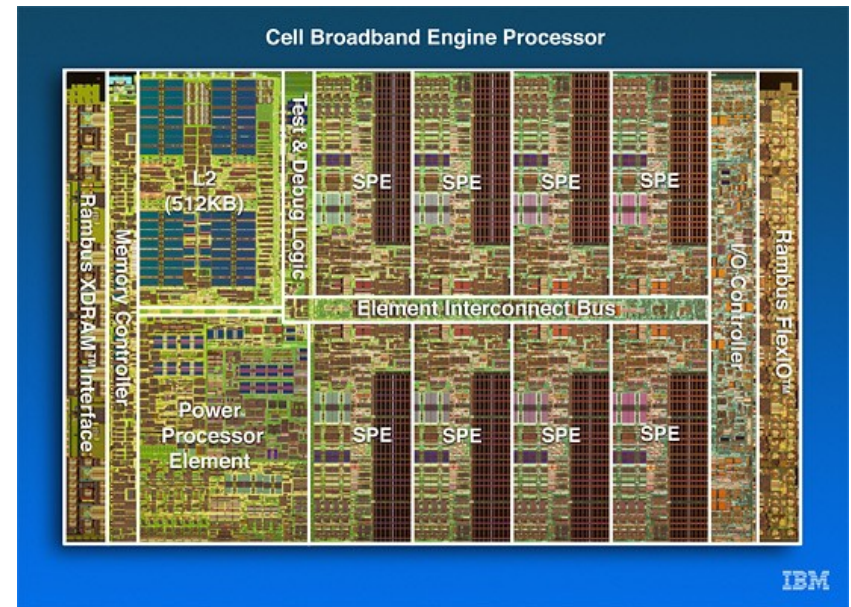 Cell Broadband Engine Processor
Rambus XDRAM™ Interface
Memory Controller
L2
(512KB)
Test & Debug Logic
SPE
SPE
SPE
SPE
I/O Controller
Rambus FlexIO™
Element Interconnect Bus
Power
Processor
Element
SPE
SPE
SPE
SPE
IBM